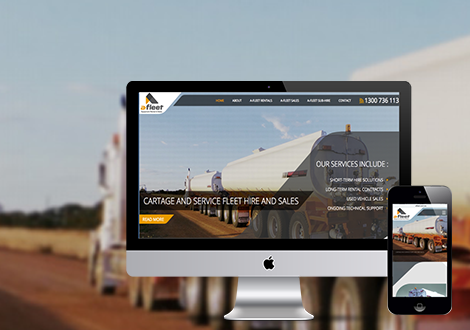 a-fleet
HOME ABOUT A-FLEET RENTALS A-FLEET SALES A-FLEET SUB-HIRE CONTACT
1300 736 113
OUR SERVICES INCLUDE :
SHORT-TERM HIRE SOLUTIONS
LONG-TERM RENTAL CONTRACTS
USED VEHICLE SALES
ONGOING TECHNICAL SUPPORT
CARTAGE AND SERVICE FLEET HIRE AND SALES
READ MORE
a-fleet